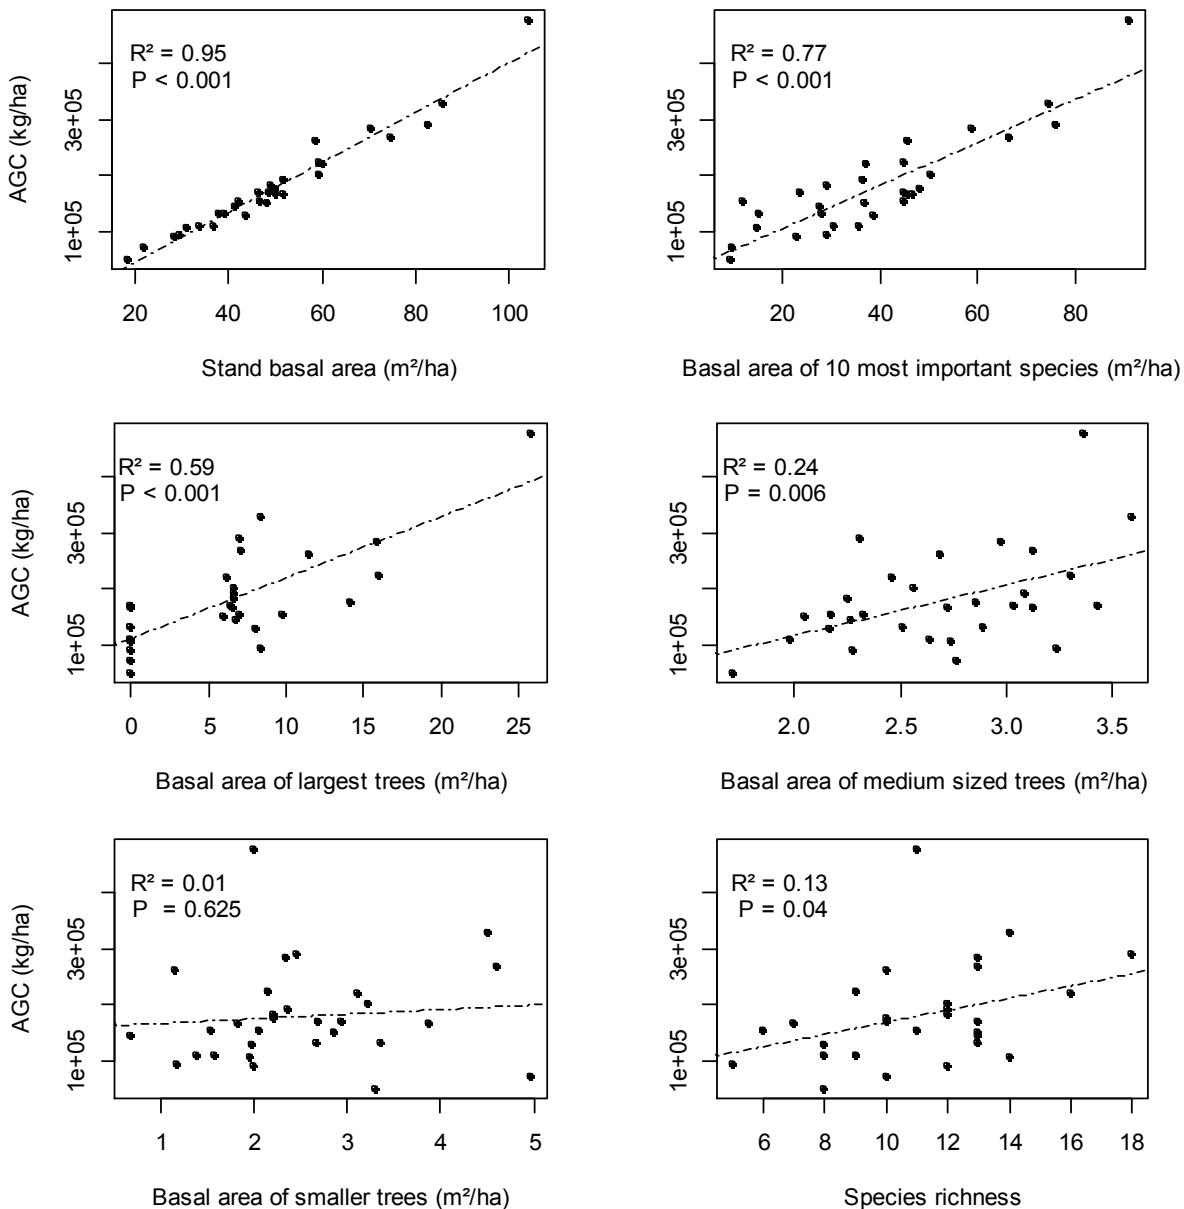 R² = 0.95
P < 0.001
AGC (kg/ha)
1e+05
3e+05
20 40 60 80 100
Stand basal area (m²/ha)
R² = 0.77
P < 0.001
1e+05
3e+05
20 40 60 80
Basal area of 10 most important species (m²/ha)
R² = 0.59
P < 0.001
AGC (kg/ha)
1e+05
3e+05
0 5 10 15 20 25
Basal area of largest trees (m²/ha)
R² = 0.24
P = 0.006
1e+05
3e+05
2.0 2.5 3.0 3.5
Basal area of medium sized trees (m²/ha)
R² = 0.01
P = 0.625
AGC (kg/ha)
1e+05
3e+05
1 2 3 4 5
Basal area of smaller trees (m²/ha)
R² = 0.13
P = 0.04
1e+05
3e+05
6 8 10 12 14 16 18
Species richness